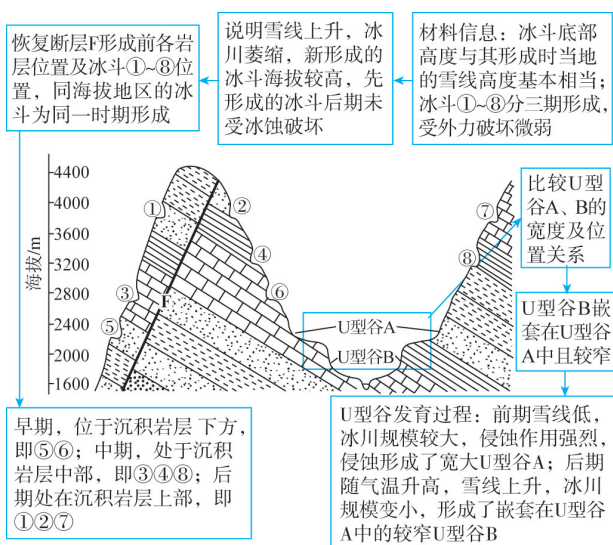 恢复断层F形成前各岩
层位置及冰斗①~⑧位
置，同海拔地区的冰
斗为同一时期形成
说明雪线上升，冰
川萎缩，新形成的
冰斗海拔较高，先
形成的冰斗后期未
受冰蚀破坏
材料信息：冰斗底部
高度与其形成时当地
的雪线高度基本相当；
冰斗①~⑧分三期形成，
受外力破坏微弱
海拔/m
4400
4000
3600
3200
2800
2400
2000
1600
①
②
③
④
⑤
⑥
⑦
⑧
F
U型谷A
U型谷B
比较U型
谷A、B的
宽度及位
置关系
U型谷B嵌
套在U型谷
A中且较窄
早期，位于沉积岩层下方，
即⑤⑥；中期，处于沉积
岩层中部，即③④⑧；后
期处在沉积岩层上部，即
①②⑦
U型谷发育过程：前期雪线低，
冰川规模较大，侵蚀作用强烈，
侵蚀形成了宽大U型谷A；后期
随气温升高，雪线上升，冰川
规模变小，形成了嵌套在U型谷
A中的较窄U型谷B